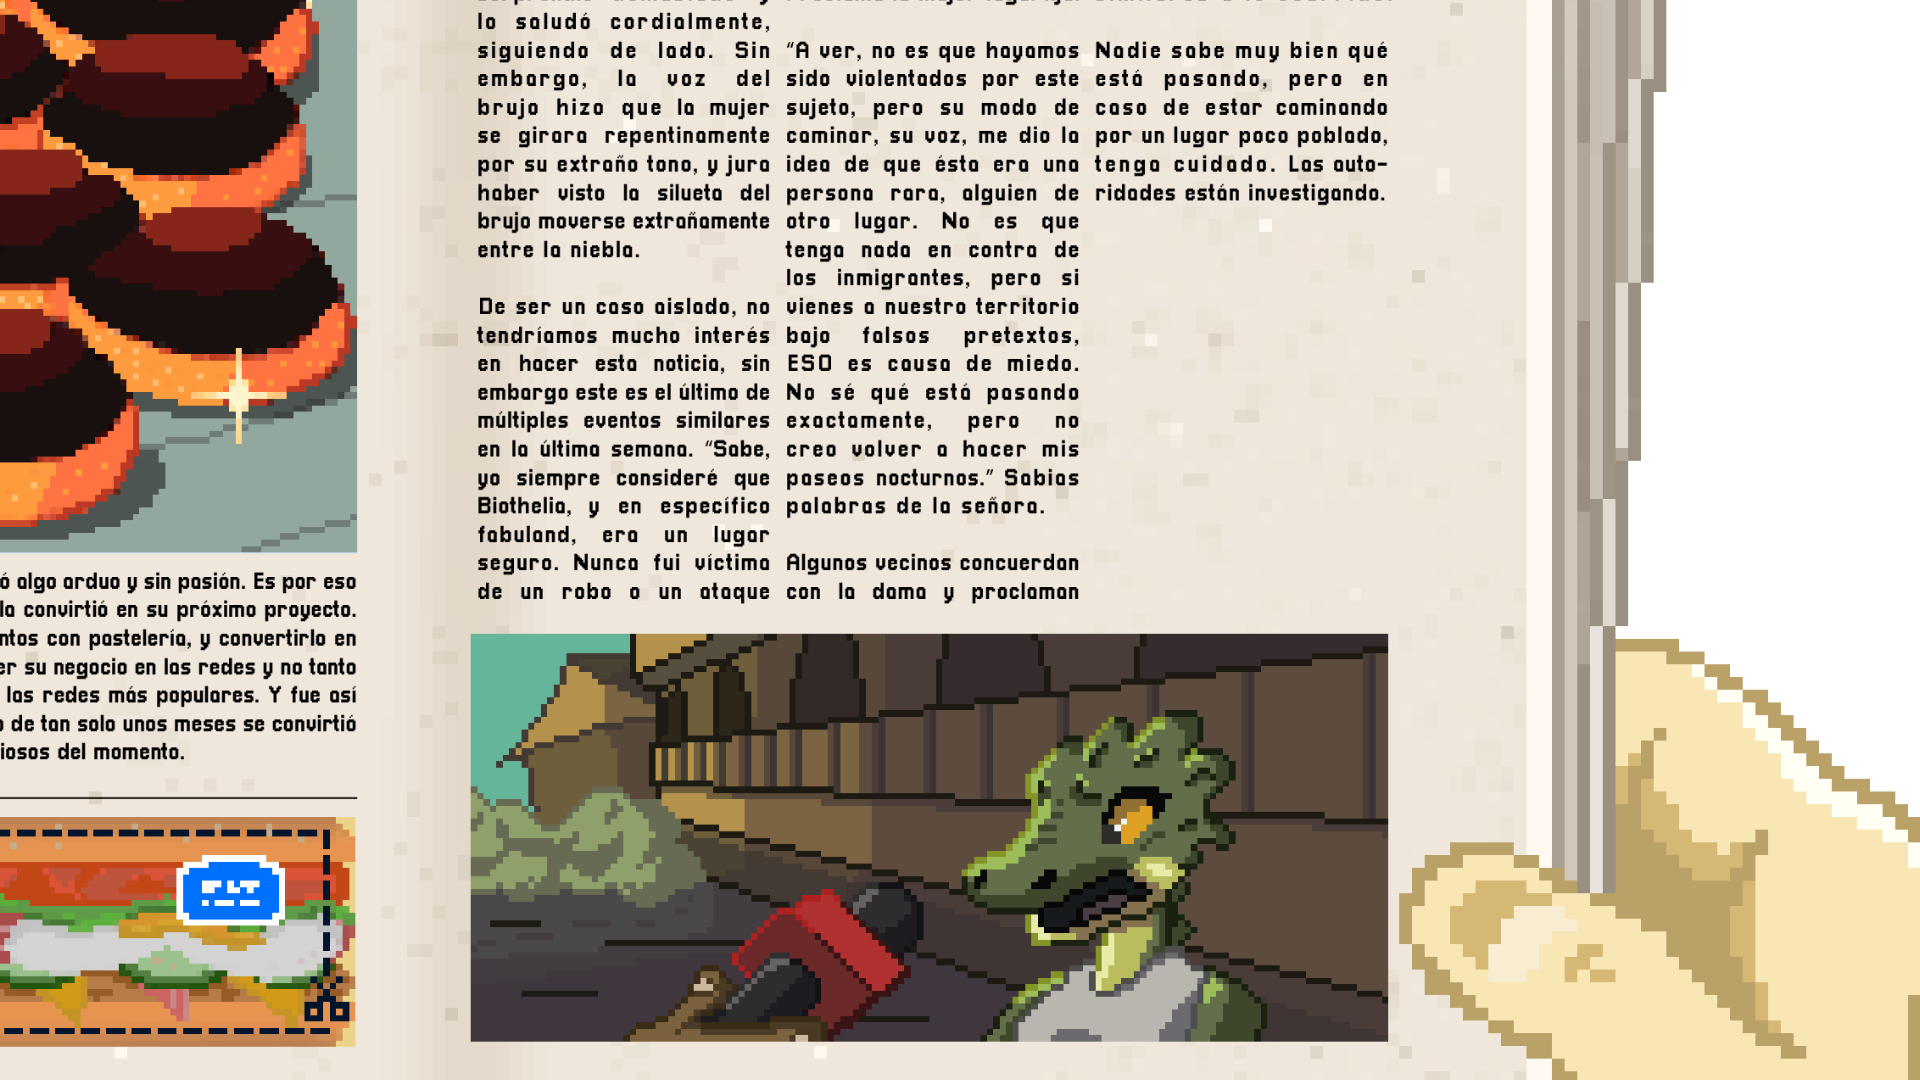 lo saludó cordialmente,
siguiendo de lado. Sin
embargo, la voz del
brujo hizo que la mujer
se girara repentinamente
por su extraño tono, y jura
haber visto la silueta del
brujo moverse extrañamente
entre la niebla.
De ser un caso aislado, no
tendríamos mucho interés
en hacer esta noticia, sin
embargo este es el último de
múltiples eventos similares
en la última semana. "Sabe,
yo siempre consideré que
Biothelia, y en específico
fabuland, era un lugar
seguro. Nunca fui víctima
de un robo o un ataque
"A ver, no es que hayamos
sido violentados por este
sujeto, pero su modo de
caminar, su voz, me dio la
idea de que ésta era una
persona rara, alguien de
otro lugar. No es que
tenga nada en contra de
los inmigrantes, pero si
vienes a nuestro territorio
bajo falsos pretextos,
ESO es causa de miedo.
No sé qué está pasando
exactamente, pero no
creo volver a hacer mis
paseos nocturnos." Sabias
palabras de la señora.
Algunos vecinos concuerdan
con la dama y proclaman
Nadie sabe muy bien qué
está pasando, pero en
caso de estar caminando
por un lugar poco poblado,
tenga cuidado. Las auto-
ridades están investigando.
ó algo arduo y sin pasión. Es por eso
la convirtió en su próximo proyecto.
ntos con pastelería, y convertirlo en
er su negocio en las redes y no tanto
las redes más populares. Y fue así
o de tan solo unos meses se convirtió
iosos del momento.